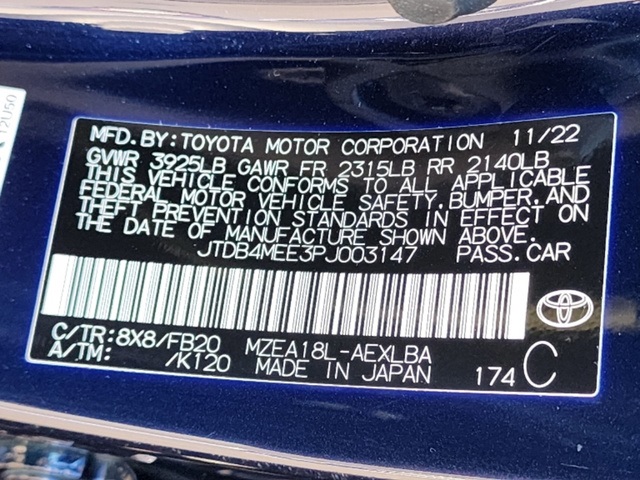 12U50
MFD.BY:TOYOTA MOTOR CORPORATION 11/22
GVWR 3925LB GAWR FR 2315LB RR 2140LB
THIS VEHICLE CONFORMS TO ALL APPLICABLE
FEDERAL MOTOR VEHICLE SAFETY,BUMPER,AND
THEFT PREVENTION STANDARDS IN EFFECT ON
THE DATE OF MANUFACTURE SHOWN ABOVE.
JTDB4MEE3PJ003147 PASS.CAR
C/TR:8X8/FB20 MZEA18L-AEXLBA
A/TM: /K120 MADE IN JAPAN 174 C